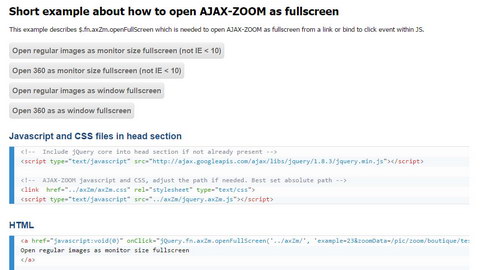 Short example about how to open AJAX-ZOOM as fullscreen
This example describes $.fn.axZm.openFullScreen which is needed to open AJAX-ZOOM as fullscreen from a link or bind to click event within JS.
Open regular images as monitor size fullscreen (not IE < 10)
Open 360 as monitor size fullscreen (not IE < 10)
Open regular images as window fullscreen
Open 360 as as window fullscreen
Javascript and CSS files in head section
<!-- Include jQuery core into head section if not already present -->
<script type="text/javascript" src="http://ajax.googleapis.com/ajax/libs/jquery/1.8.3/jquery.min.js"></script>
<!-- AJAX-ZOOM javascript and CSS, adjust the path if needed. Best set absolute path -->
<link href="../axZm/axZm.css" rel="stylesheet" type="text/css">
<script type="text/javascript" src="../axZm/jquery.axZm.js"></script>
HTML
<a href="javascript:void(0)" onClick="jQuery.fn.axZm.openFullScreen('../axZm/', 'example=23&zoomData=/pic/zoom/boutique/te
Open regular images as monitor size fullscreen
</a>